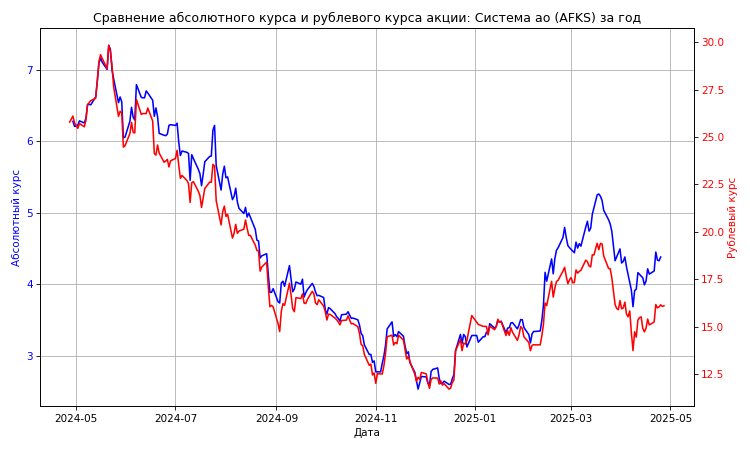 Сравнение абсолютного курса и рублевого курса акции: Система ао (AFKS) за год
7
6
5
4
3
Абсолютный курс
30.0
27.5
25.0
22.5
20.0
17.5
15.0
12.5
Рублевый курс
2024-05 2024-07 2024-09 2024-11 2025-01 2025-03 2025-05
Дата